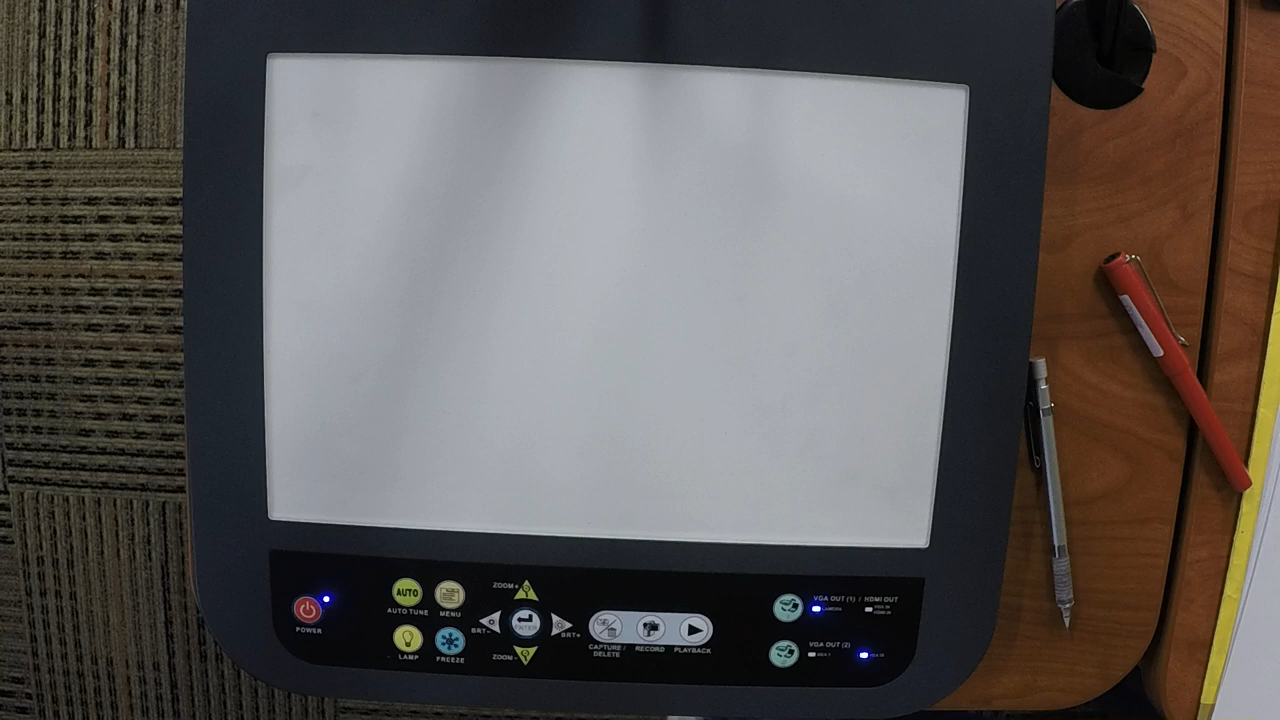 ZOOM+
AUTO
AUTO TUNE
MENU
BRT-
ENTER
BRT+
POWER
LAMP
FREEZE
ZOOM-
CAPTURE /
DELETE
RECORD
PLAYBACK
VGA OUT (1) / HDMI OUT
CAMERA
VGA OUT (2)